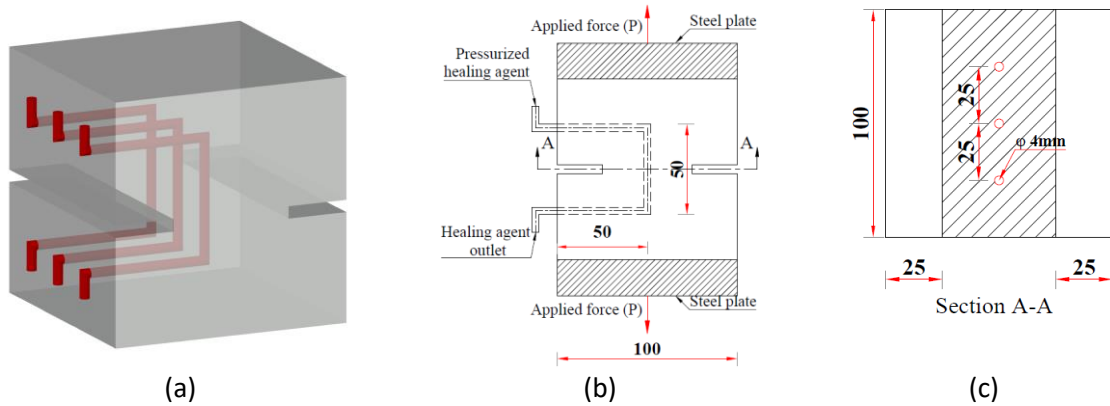 Applied force (P)
Steel plate
Pressurized
healing agent
A
A
50
50
Healing agent
outlet
Steel plate
Applied force (P)
100
100
25
25
φ 4mm
25
25
Section A-A
(a)
(b)
(c)